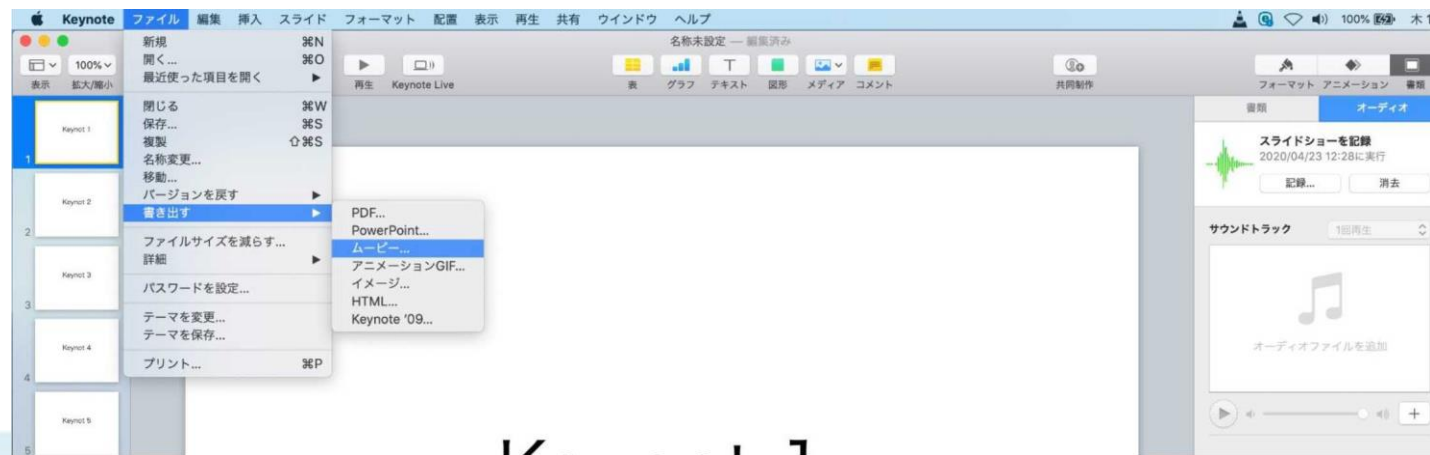 Keynote ファイル 編集 挿入 スライド フォーマット 配置 表示 再生 共有 ウインドウ ヘルプ 100% 木 1
名称未設定 — 編集済み
100%
表示 拡大/縮小 再生 Keynote Live 表 グラフ テキスト 図形 メディア コメント 共同制作 フォーマット アニメーション 書類
新規 ⌘N
開く... ⌘O
最近使った項目を開く ▶
閉じる ⌘W
保存... ⌘S
複製 ⇧⌘S
名称変更...
移動...
バージョンを戻す ▶
書き出す ▶
ファイルサイズを減らす...
詳細 ▶
パスワードを設定...
テーマを変更...
テーマを保存...
プリント... ⌘P
PDF...
PowerPoint...
ムービー...
アニメーションGIF...
イメージ...
HTML...
Keynote '09...
Keynot 1
1
Keynot 2
2
Keynot 3
3
Keynot 4
4
Keynot 5
5
書類 オーディオ
スライドショーを記録
2020/04/23 12:28に実行
記録... 消去
サウンドトラック 1回再生
オーディオファイルを追加